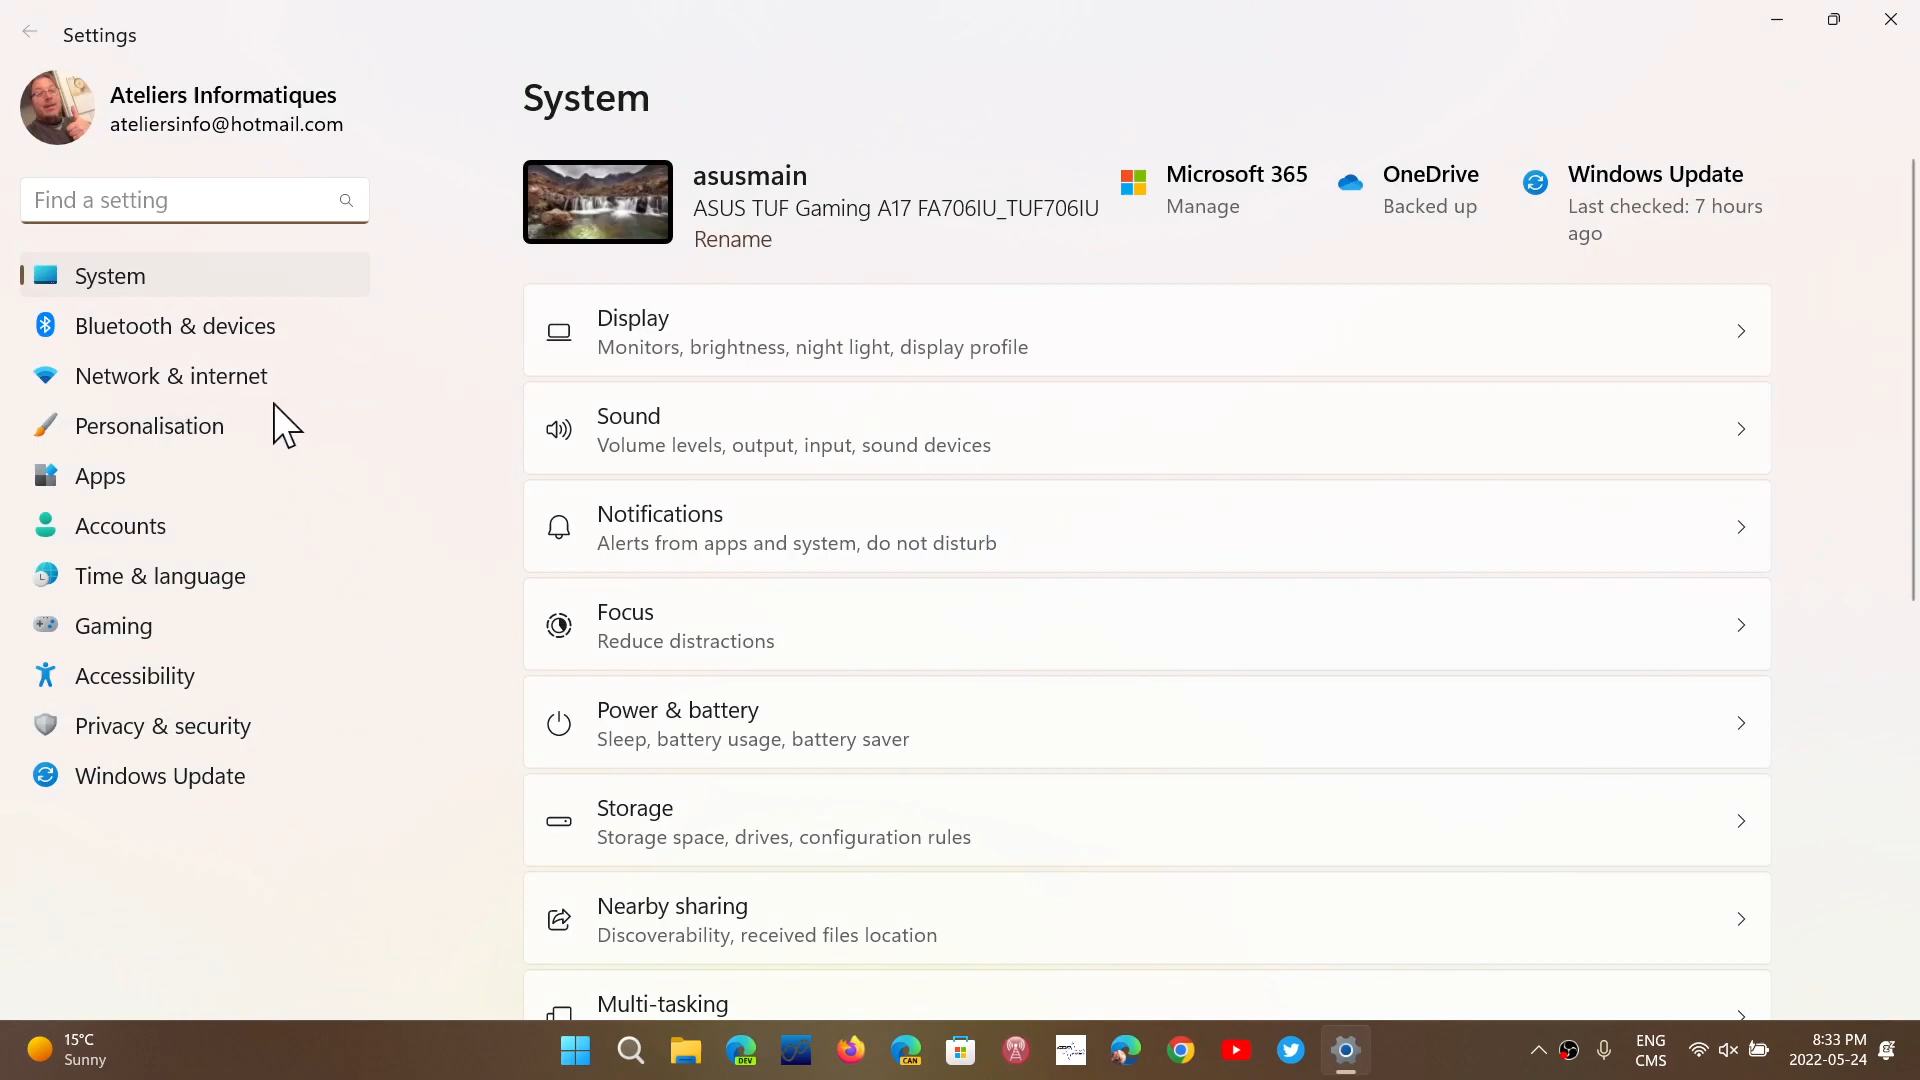 Settings
Ateliers Informatiques
ateliersinfo@hotmail.com
Find a setting
System
Bluetooth & devices
Network & internet
Personalisation
Apps
Accounts
Time & language
Gaming
Accessibility
Privacy & security
Windows Update
System
asusmain
ASUS TUF Gaming A17 FA706IU_TUF706IU
Rename
Microsoft 365
Manage
OneDrive
Backed up
Windows Update
Last checked: 7 hours
ago
Display
Monitors, brightness, night light, display profile
Sound
Volume levels, output, input, sound devices
Notifications
Alerts from apps and system, do not disturb
Focus
Reduce distractions
Power & battery
Sleep, battery usage, battery saver
Storage
Storage space, drives, configuration rules
Nearby sharing
Discoverability, received files location
Multi-tasking
15°C
Sunny
DEV
CAN
ENG
CMS
8:33 PM
2022-05-24